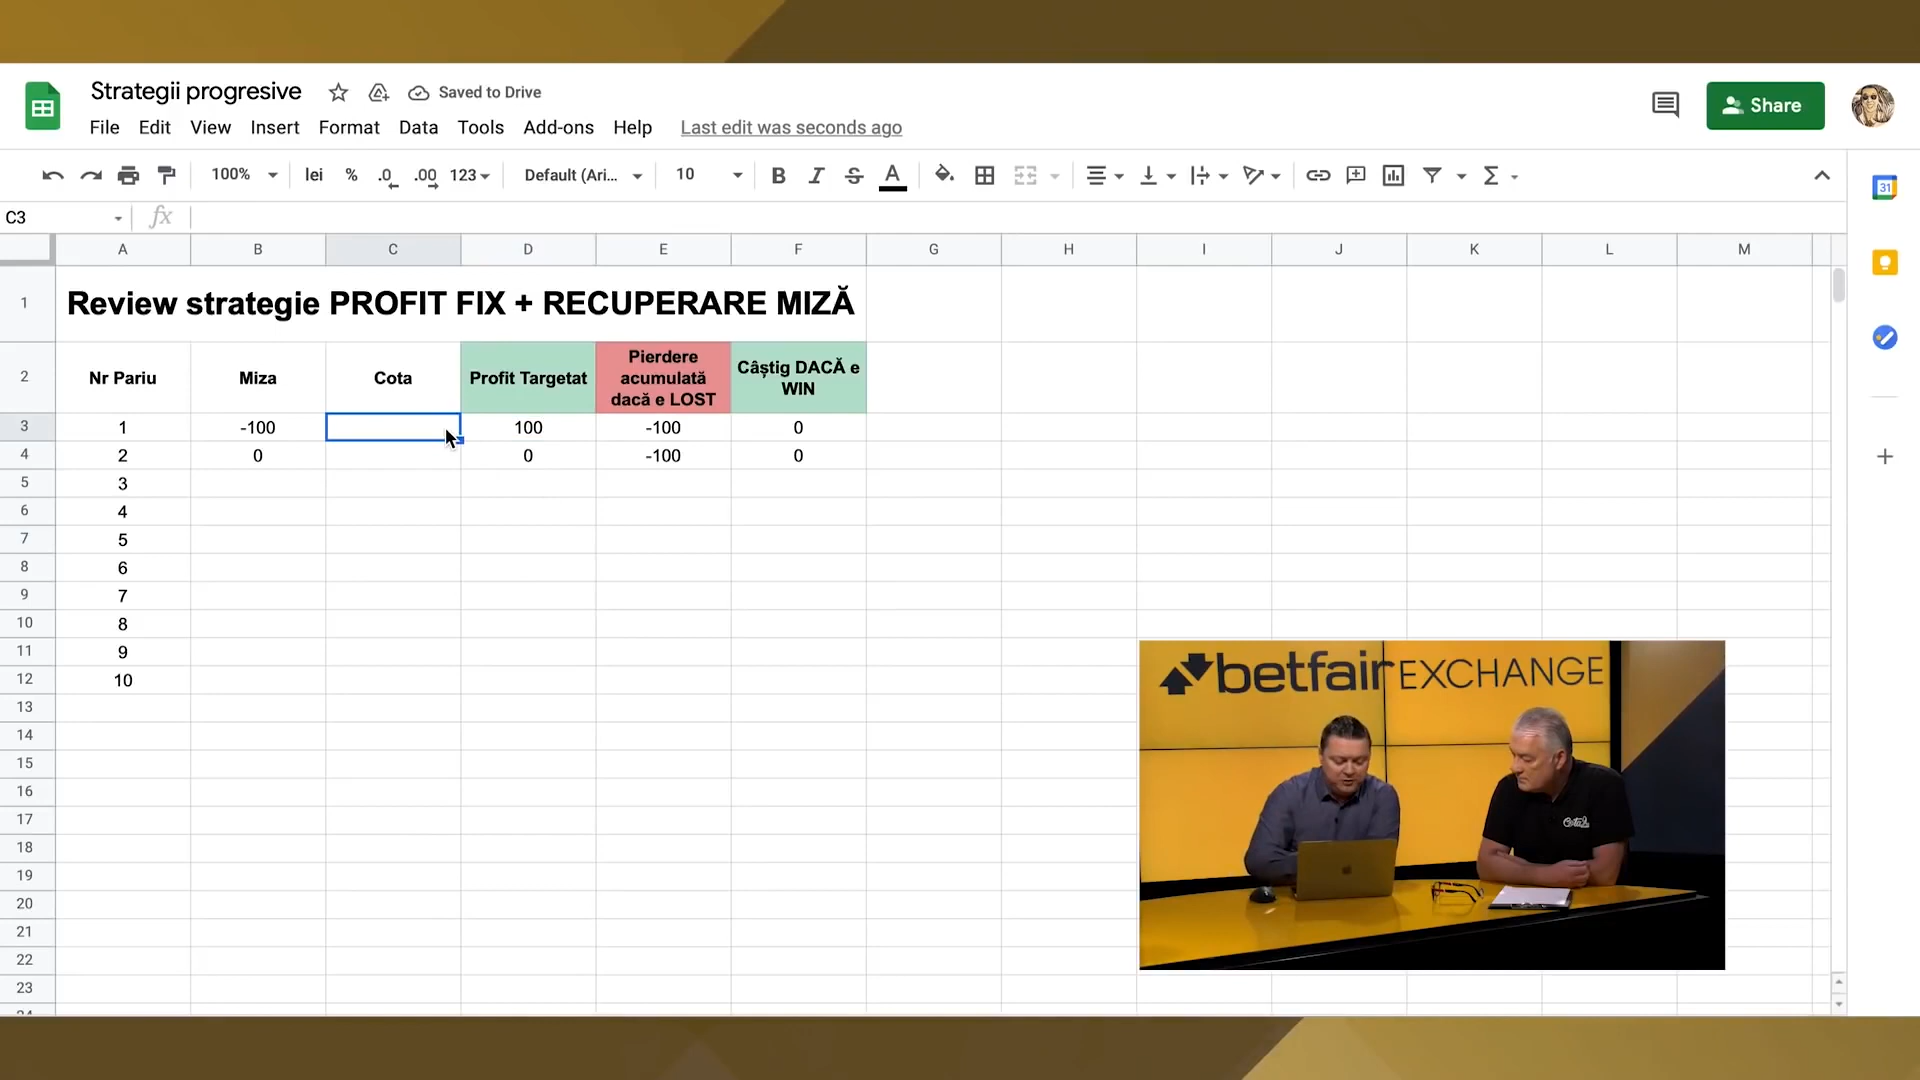 Strategii progresive Saved to Drive
File Edit View Insert Format Data Tools Add-ons Help Last edit was seconds ago
Share
100% lei % .0 .00 123 Default (Ari... 10 B I S A
31
C3 fx
A B C D E F G H I J K L M
1 Review strategie PROFIT FIX + RECUPERARE MIZĂ
2 Nr Pariu Miza Cota Profit Targetat Pierdere acumulată dacă e LOST Câștig DACĂ e WIN
3 1 -100 100 -100 0
4 2 0 0 -100 0
5 3
6 4
7 5
8 6
9 7
10 8
11 9
12 10
13
14
15
16
17
18
19
20
21
22
23
24
betfair EXCHANGE